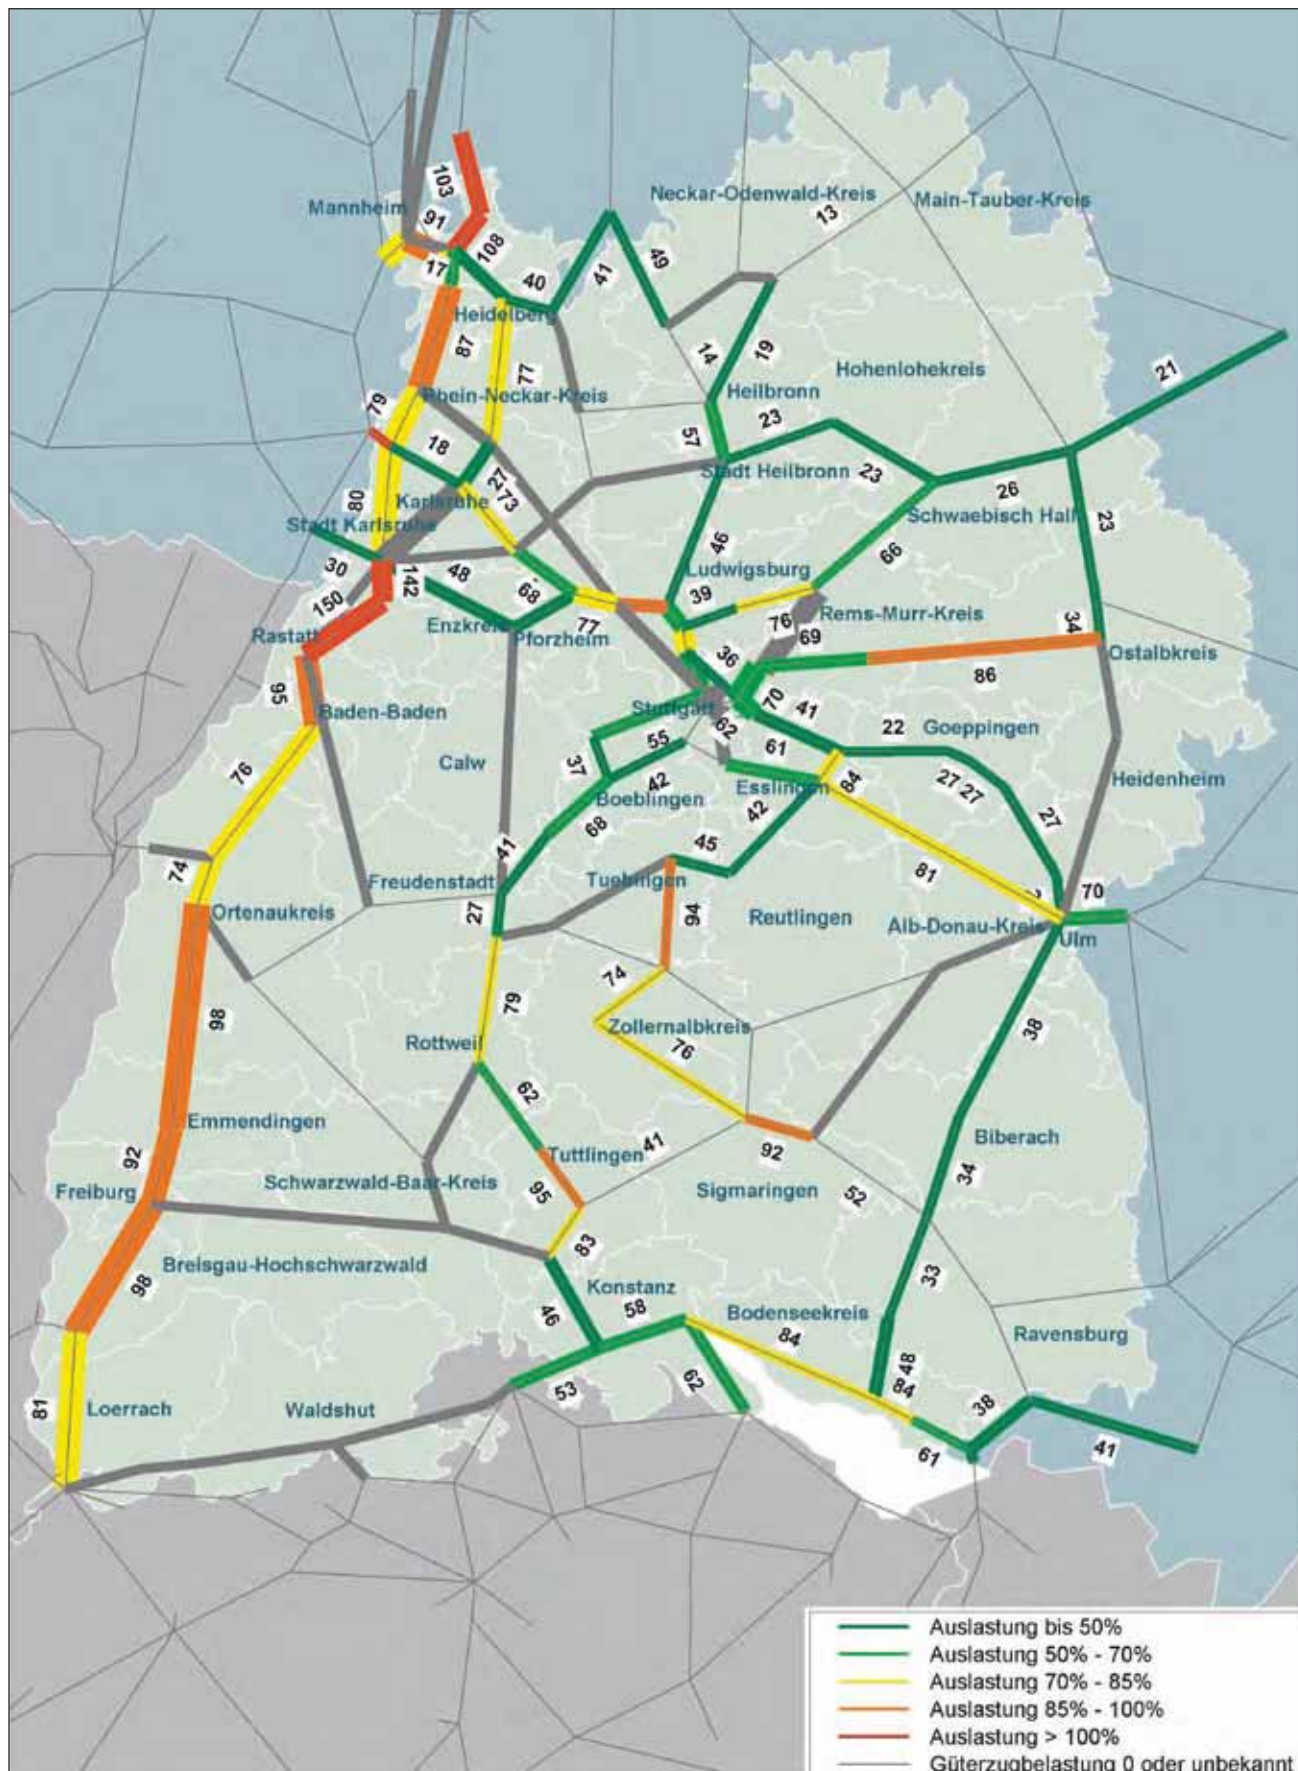 103
Mannheim
91
108
17
40
41
49
Neckar-Odenwald-Kreis
13
Main-Tauber-Kreis
Heidelberg
87
77
14
19
Hohenlohekreis
21
Rhein-Neckar-Kreis
Heilbronn
79
18
57
23
Stadt Heilbronn
23
27
73
26
80
Karlsruhe
Stadt Karlsruhe
Schwaebisch Hall
23
46
66
30
142
48
68
Ludwigsburg
39
150
Enzkreis
Pforzheim
77
76
69
Rems-Murr-Kreis
34
Rastatt
36
Ostalbkreis
86
95
Baden-Baden
Stuttgart
70
41
62
22
Goeppingen
76
Calw
37
55
61
42
Boeblingen
Esslingen
84
27
27
Heidenheim
68
42
27
74
41
45
Freudenstadt
Tuebingen
81
70
Ortenaukreis
27
94
Reutlingen
Alb-Donau-Kreis
Ulm
98
79
74
Zollernalbkreis
38
Rottweil
76
Emmendingen
62
92
Tuttlingen
41
92
Biberach
Freiburg
Schwarzwald-Baar-Kreis
95
Sigmaringen
52
34
83
Breisgau-Hochschwarzwald
98
Konstanz
33
46
58
Bodenseekreis
84
Ravensburg
48
81
Loerrach
Waldshut
53
62
84
38
61
41
Auslastung bis 50%
Auslastung 50% - 70%
Auslastung 70% - 85%
Auslastung 85% - 100%
Auslastung > 100%
Güterzugbelastung 0 oder unbekannt